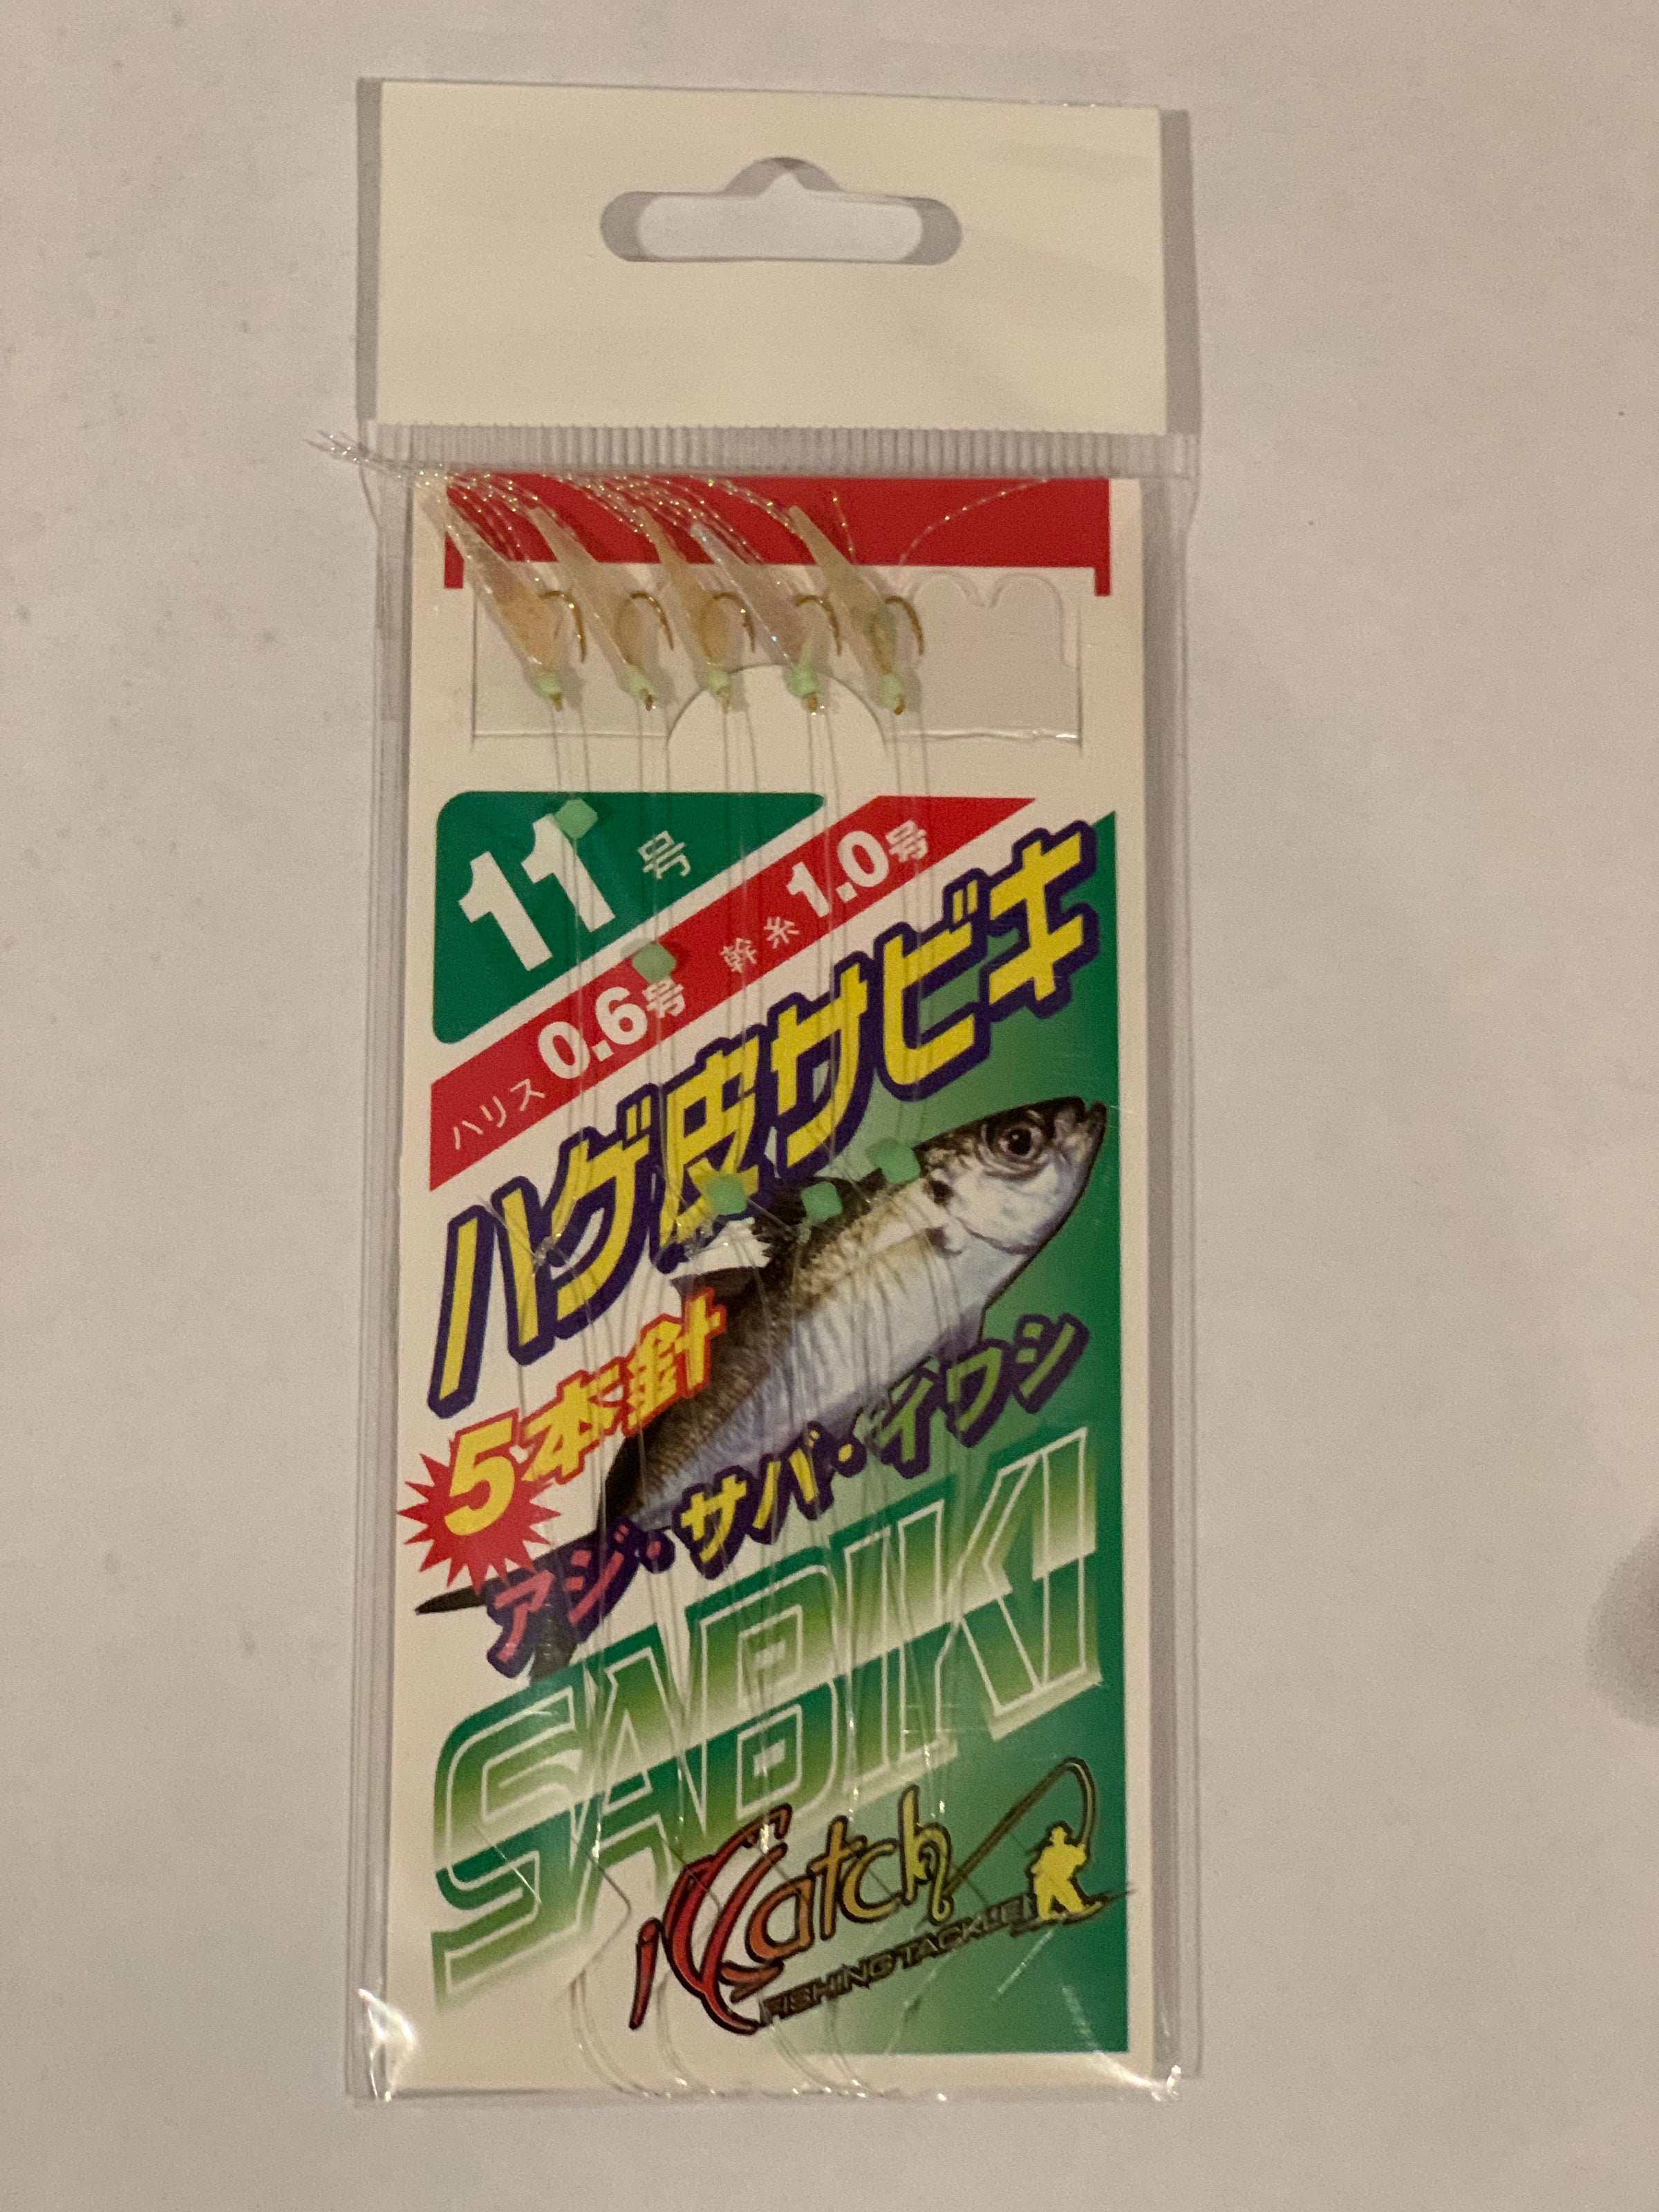 11号
ハリス 0.6号 幹糸 1.0号
ハゲ皮サビキ
5本針
アジ・サバ・イワシ
SABIKI
iCatch
FISHING TACKLE